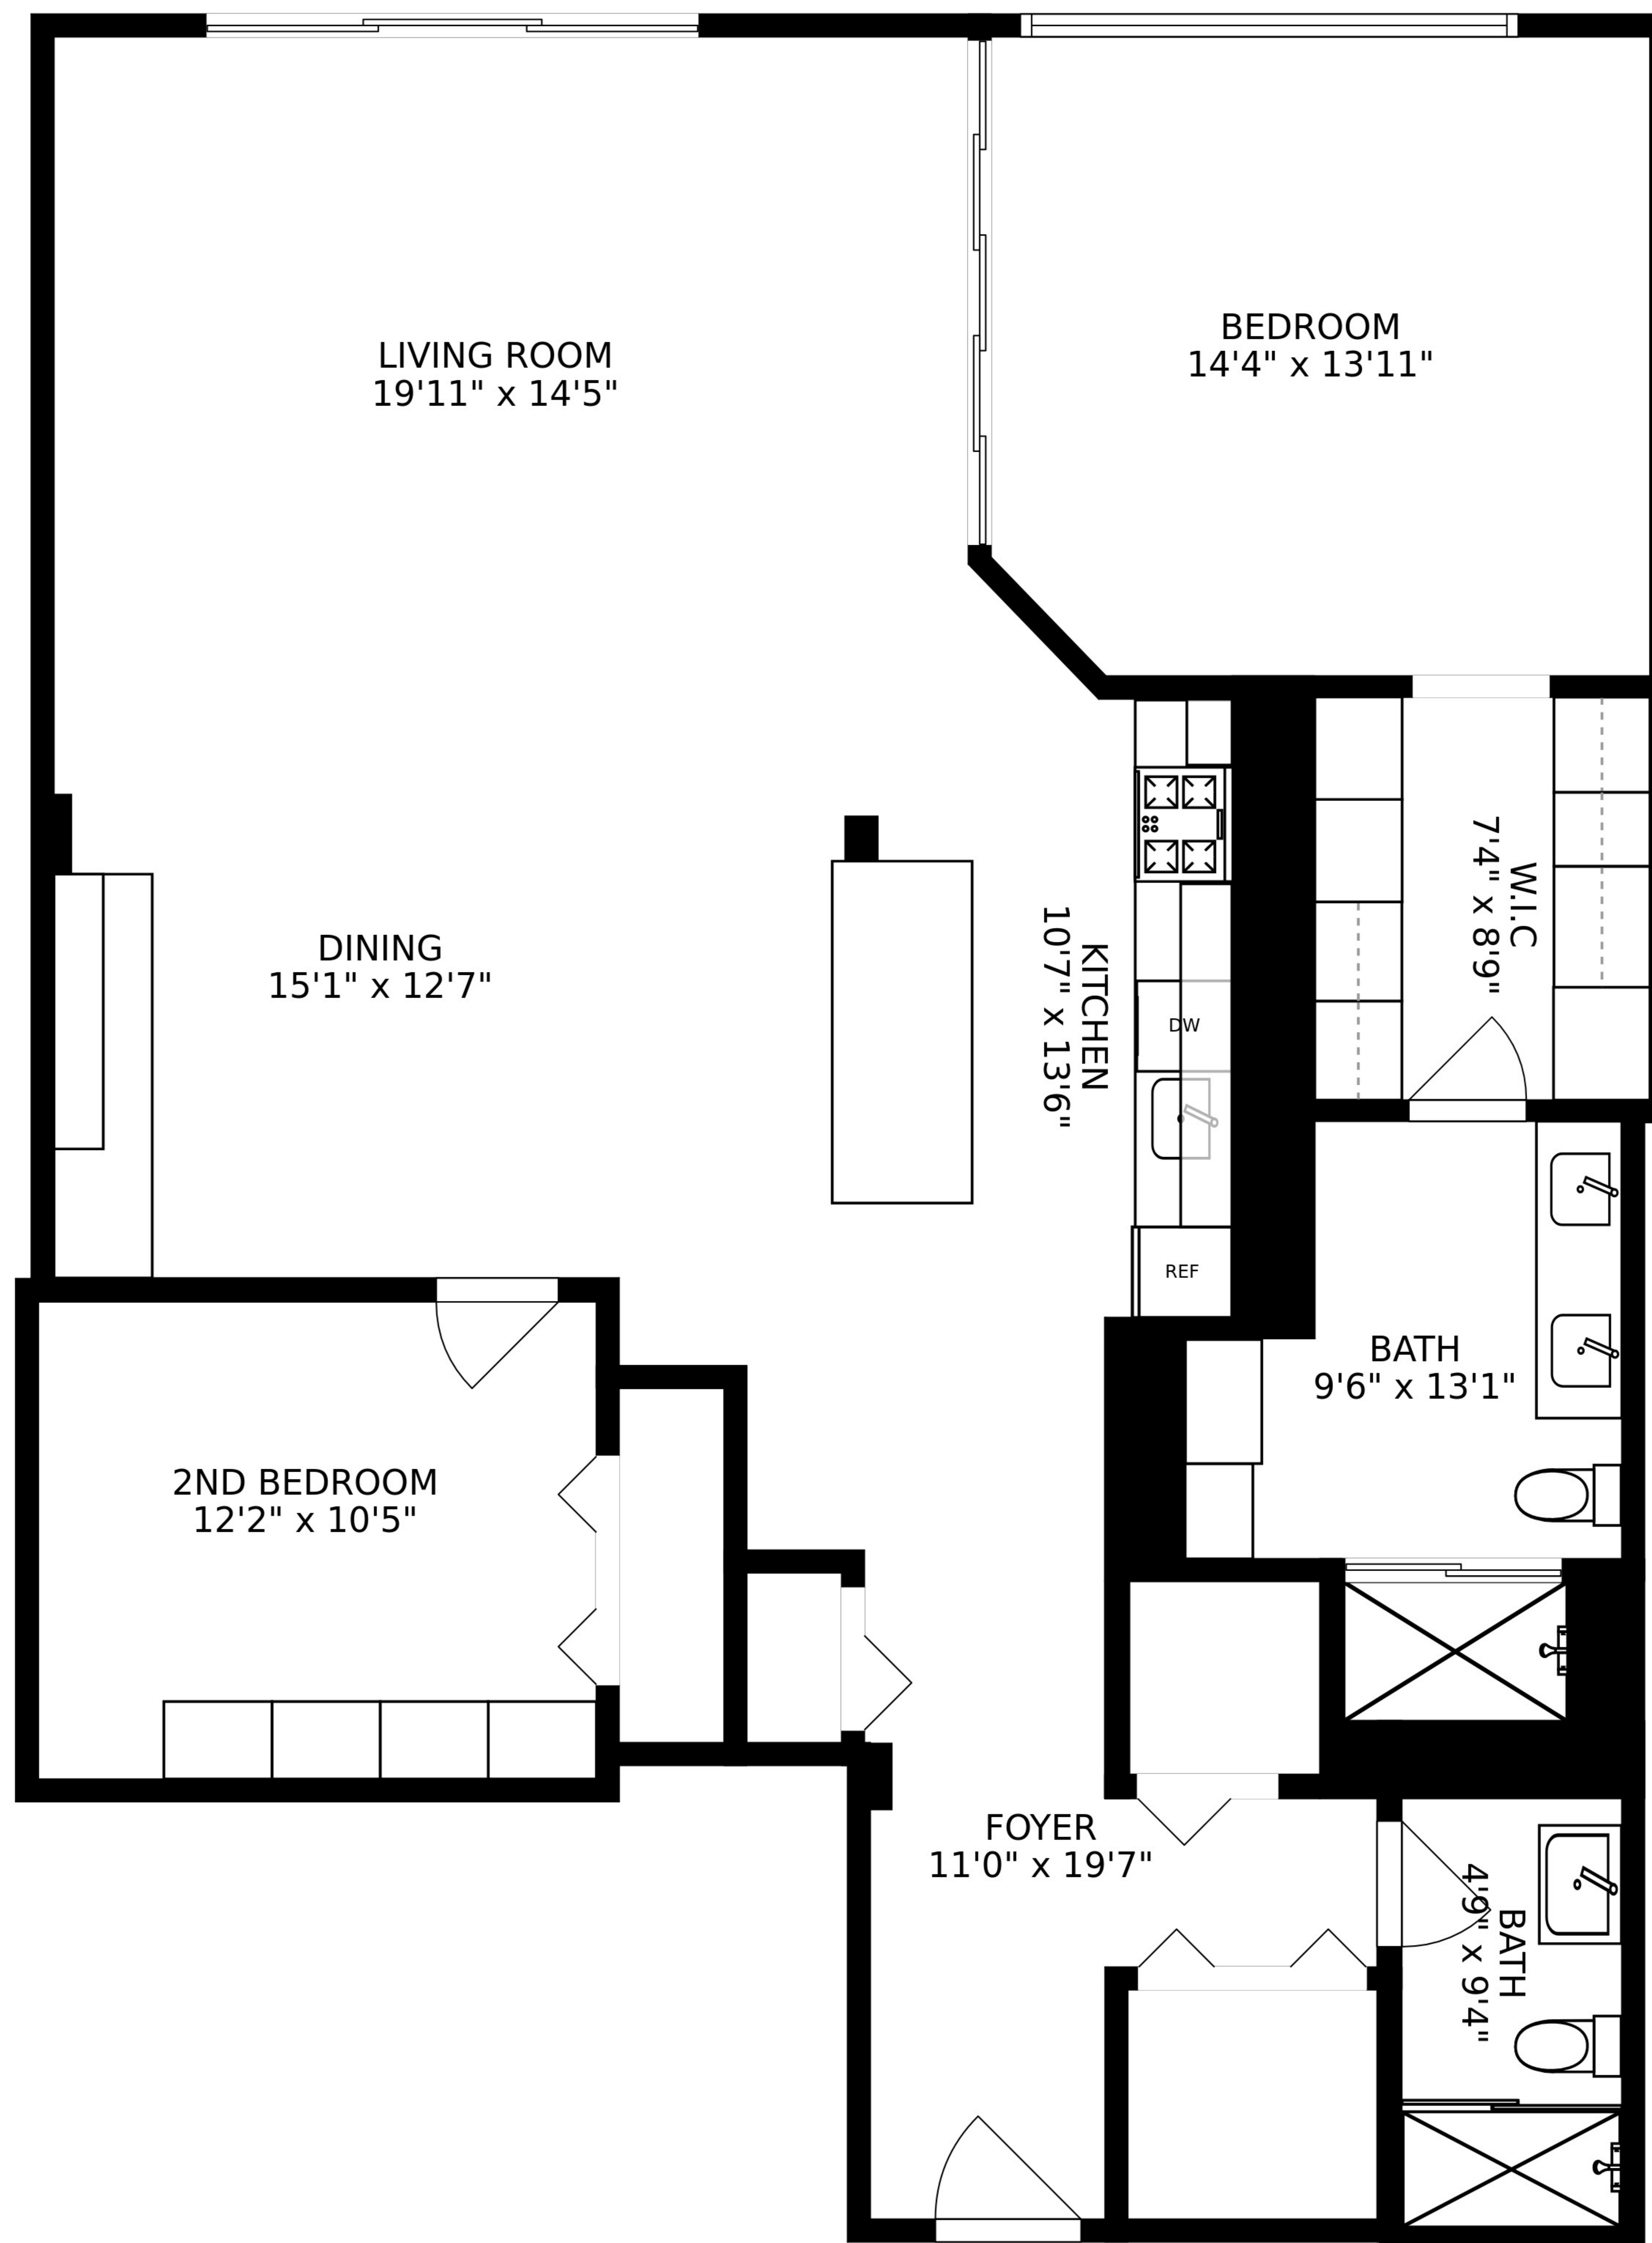 LIVING ROOM
19'11" x 14'5"
BEDROOM
14'4" x 13'11"
DINING
15'1" x 12'7"
KITCHEN
10'7" x 13'6"
DW
REF
W.I.C
7'4" x 8'9"
BATH
9'6" x 13'1"
2ND BEDROOM
12'2" x 10'5"
FOYER
11'0" x 19'7"
BATH
4'9" x 9'4"